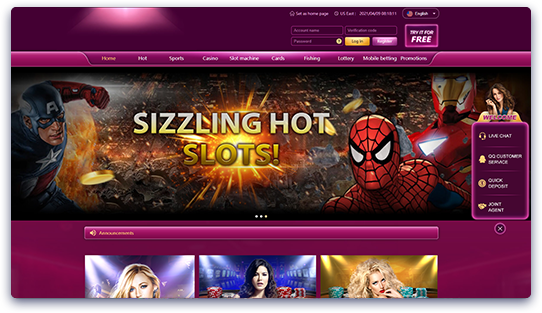 Set as home page US East : 2021/04/09 08:18:11 English
Account name Verification code
Password ? Log in Register
TRY IT FOR
FREE
Home Hot Sports Casino Slot machine Cards Fishing Lottery Mobile betting Promotions
SIZZLING HOT
SLOTS!
WELCOME
LIVE CHAT
QQ CUSTOMER
SERVICE
QUICK
DEPOSIT
JOINT
AGENT
Announcements